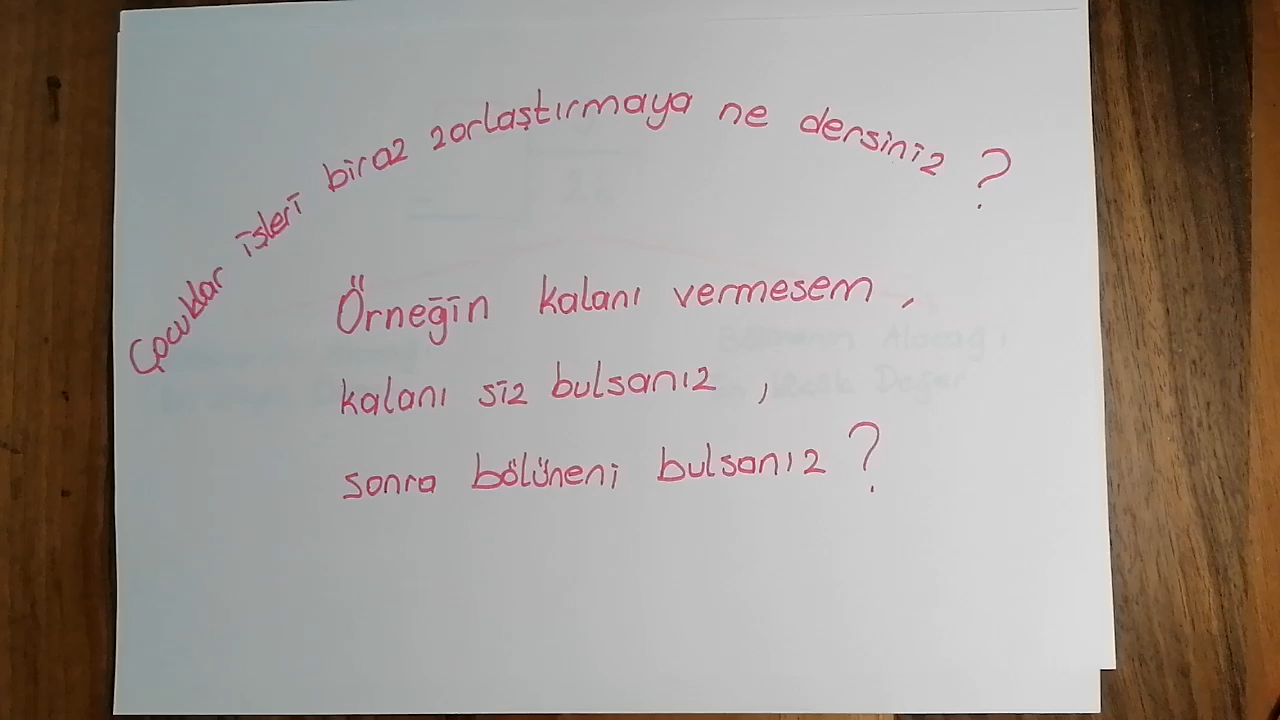 Çocuklar işleri biraz zorlaştırmaya ne dersiniz ?
Örneğin kalanı vermesem ,
kalanı siz bulsanız ,
sonra bölüneni bulsanız ?